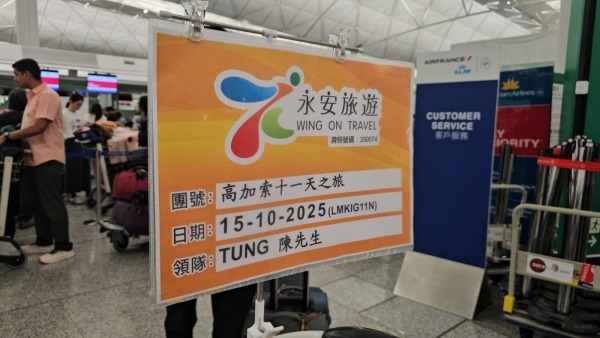 永安旅遊
WING ON TRAVEL
牌照號碼：350074
團號：高加索十一天之旅
日期：15-10-2025(LMKIG11N)
領隊：TUNG 陳先生
AIRFRANCE
KLM
CUSTOMER
SERVICE
客戶服務